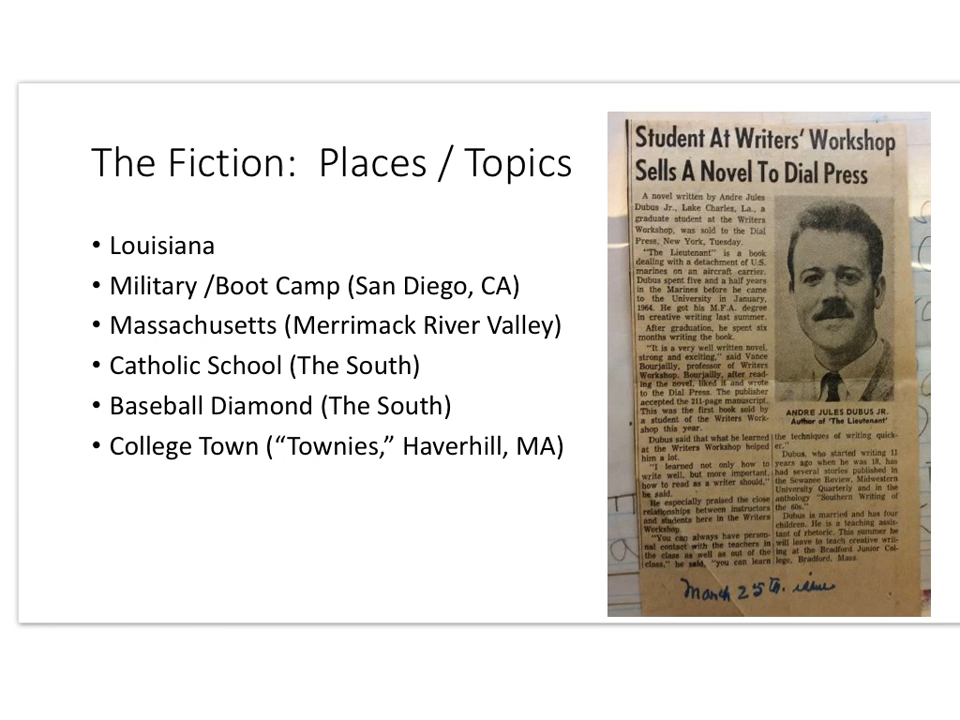 The Fiction:  Places / Topics
• Louisiana
• Military /Boot Camp (San Diego, CA)
• Massachusetts (Merrimack River Valley)
• Catholic School (The South)
• Baseball Diamond (The South)
• College Town (“Townies,” Haverhill, MA)
Student At Writers' Workshop
Sells A Novel To Dial Press
A novel written by Andre Jules
Dubus Jr., Lake Charles, La., a
graduate student at the Writers
Workshop, was sold to the Dial
Press, New York, Tuesday.
"The Lieutenant" is a book
dealing with a detachment of U.S.
marines on an aircraft carrier.
Dubus spent five and a half years
in the Marines before he came
to the University in January,
1964. He got his M.F.A. degree
in creative writing last summer.
After graduation, he spent six
months writing the book.
"It is a very well written novel,
strong and exciting," said Vance
Bourjaily, professor of Writers
Workshop. Bourjaily, after read-
ing the novel, liked it and wrote
to the Dial Press. The publisher
accepted the 211-page manuscript.
This was the first book sold by
a student of the Writers Work-
shop this year.
Dubus said that what he learned
at the Writers Workshop helped
him a lot.
"I learned not only how to
write well, but more important,
how to read as a writer should,"
he said.
He especially praised the close
relationships between instructors
and students here in the Writers
Workshop.
"You can always have person-
nal contact with the teachers in
the class as well as out of the
class," he said, "you can learn
ANDRE JULES DUBUS JR.
Author of 'The Lieutenant'
the techniques of writing quick-
er."
Dubus, who started writing 11
years ago when he was 18, has
had several stories published in
the Sewanee Review, Midwestern
University Quarterly and in the
anthology "Southern Writing of
the 60s."
Dubus is married and has four
children. He is a teaching assis-
tant of rhetoric. This summer he
will leave to teach creative writ-
ing at the Bradford Junior Col-
lege, Bradford, Mass.
March 25th. issue